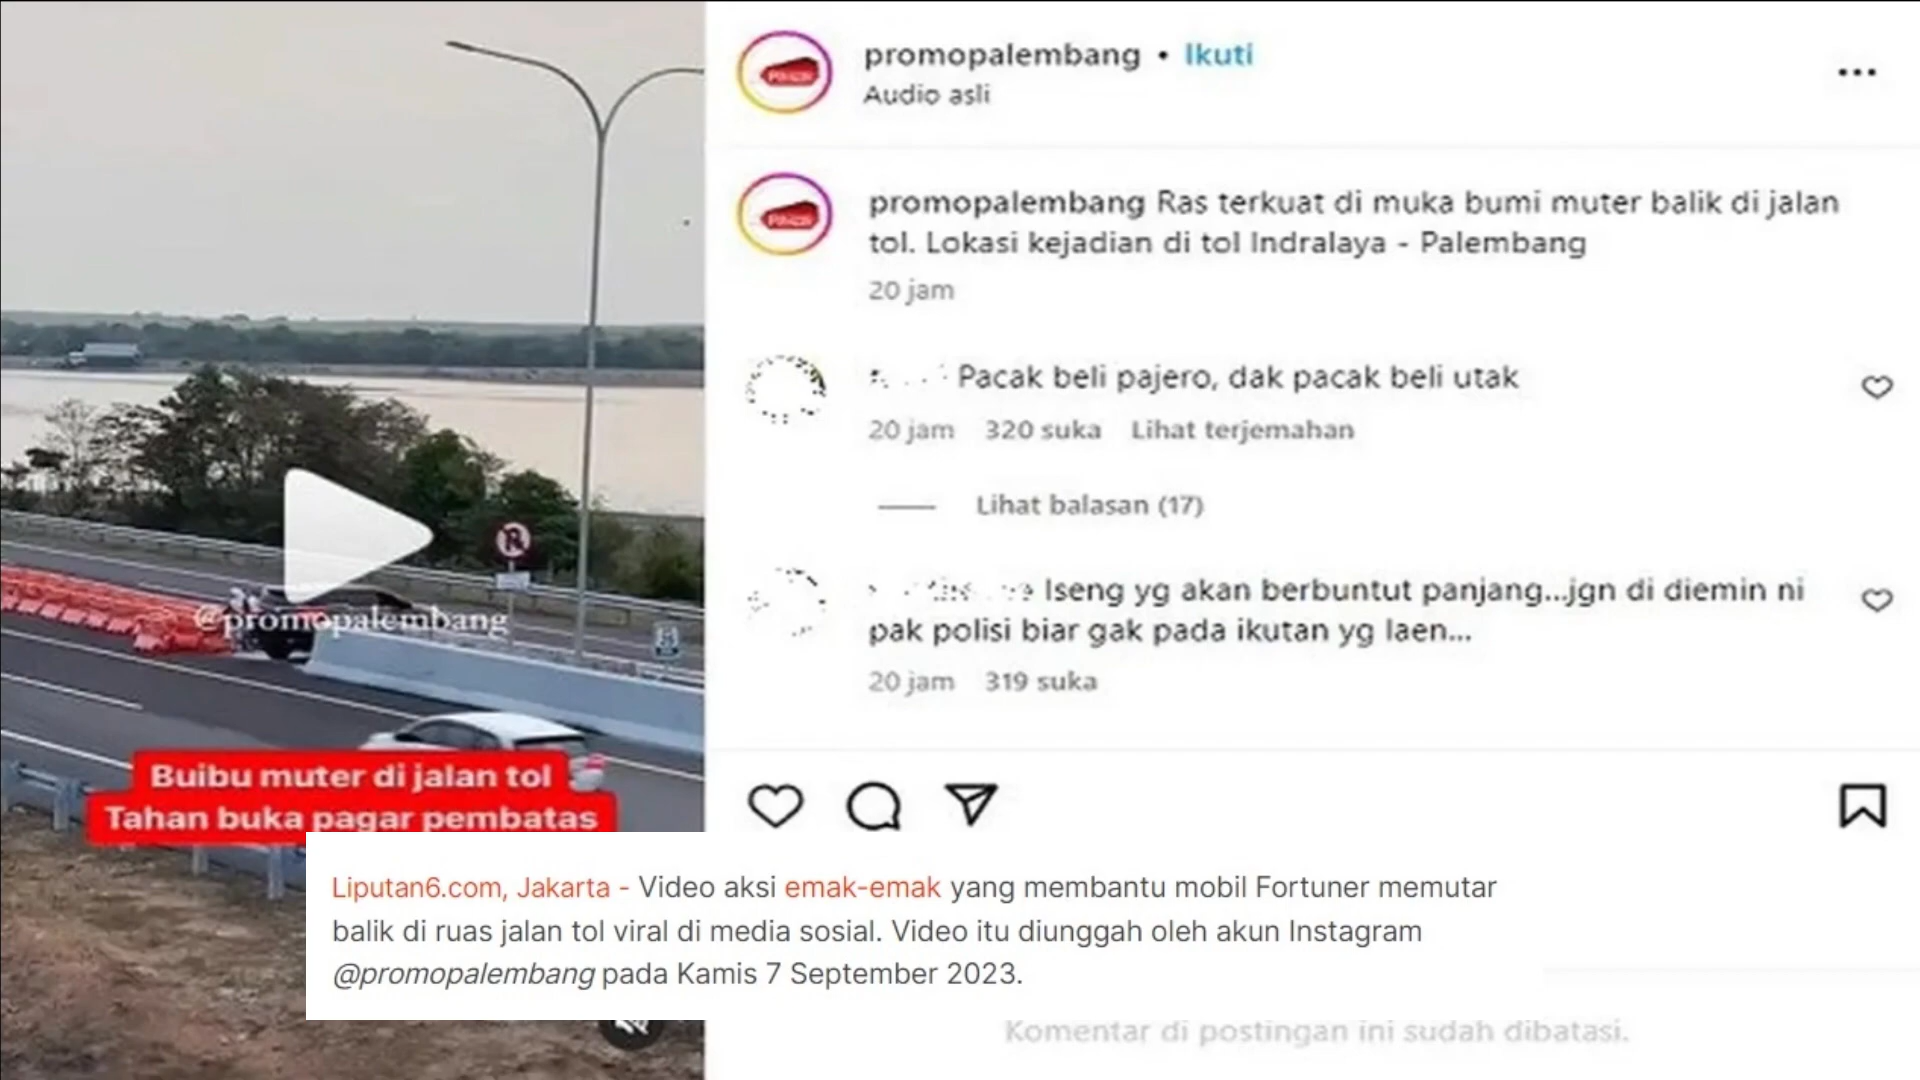 promopalembang • Ikuti
Audio asli
promopalembang Ras terkuat di muka bumi muter balik di jalan
tol. Lokasi kejadian di tol Indralaya - Palembang
20 jam
Pacak beli pajero, dak pacak beli utak
20 jam 320 suka Lihat terjemahan
Lihat balasan (17)
Iseng yg akan berbuntut panjang...jgn di diemin ni
pak polisi biar gak pada ikutan yg laen...
20 jam 319 suka
@promopalembang
Buibu muter di jalan tol
Tahan buka pagar pembatas
Liputan6.com, Jakarta - Video aksi emak-emak yang membantu mobil Fortuner memutar
balik di ruas jalan tol viral di media sosial. Video itu diunggah oleh akun Instagram
@promopalembang pada Kamis 7 September 2023.
Komentar di postingan ini sudah dibatasi.